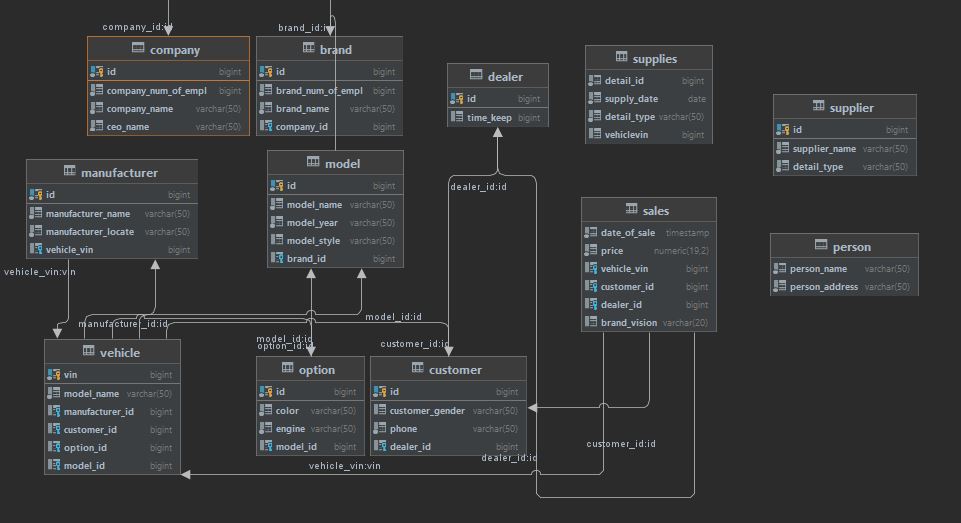 company_id:id
brand_id:id
company
id bigint
company_num_of_empl bigint
company_name varchar(50)
ceo_name varchar(50)
brand
id bigint
brand_num_of_empl bigint
brand_name varchar(50)
company_id bigint
dealer
id bigint
time_keep bigint
supplies
detail_id bigint
supply_date date
detail_type varchar(50)
vehiclevin bigint
supplier
id bigint
supplier_name varchar(50)
detail_type varchar(50)
manufacturer
id bigint
manufacturer_name varchar(50)
manufacturer_locate varchar(50)
vehicle_vin bigint
model
id bigint
model_name varchar(50)
model_year varchar(50)
model_style varchar(50)
brand_id bigint
dealer_id:id
sales
date_of_sale timestamp
price numeric(19,2)
vehicle_vin bigint
customer_id bigint
dealer_id bigint
brand_vision varchar(20)
person
person_name varchar(50)
person_address varchar(50)
vehicle_vin:vin
manufacturer_id:id
model_id:id
model_id:id
option_id:id
customer_id:id
vehicle
vin bigint
model_name varchar(50)
manufacturer_id bigint
customer_id bigint
option_id bigint
model_id bigint
option
id bigint
color varchar(50)
engine varchar(50)
model_id bigint
customer
id bigint
customer_gender varchar(50)
phone varchar(50)
dealer_id bigint
customer_id:id
dealer_id:id
vehicle_vin:vin